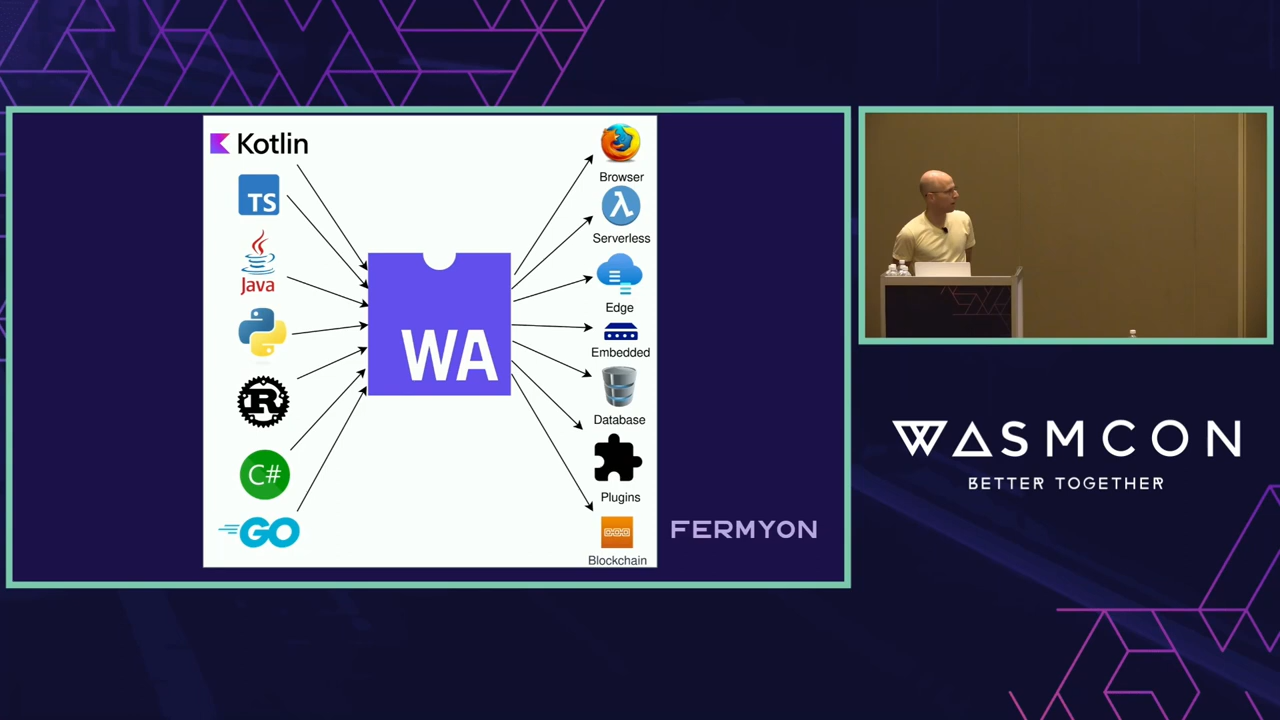 Kotlin
TS
Java
R
C#
GO
WA
Browser
λ
Serverless
Edge
Embedded
Database
Plugins
Blockchain
FERMYON
WASMCON
BETTER TOGETHER